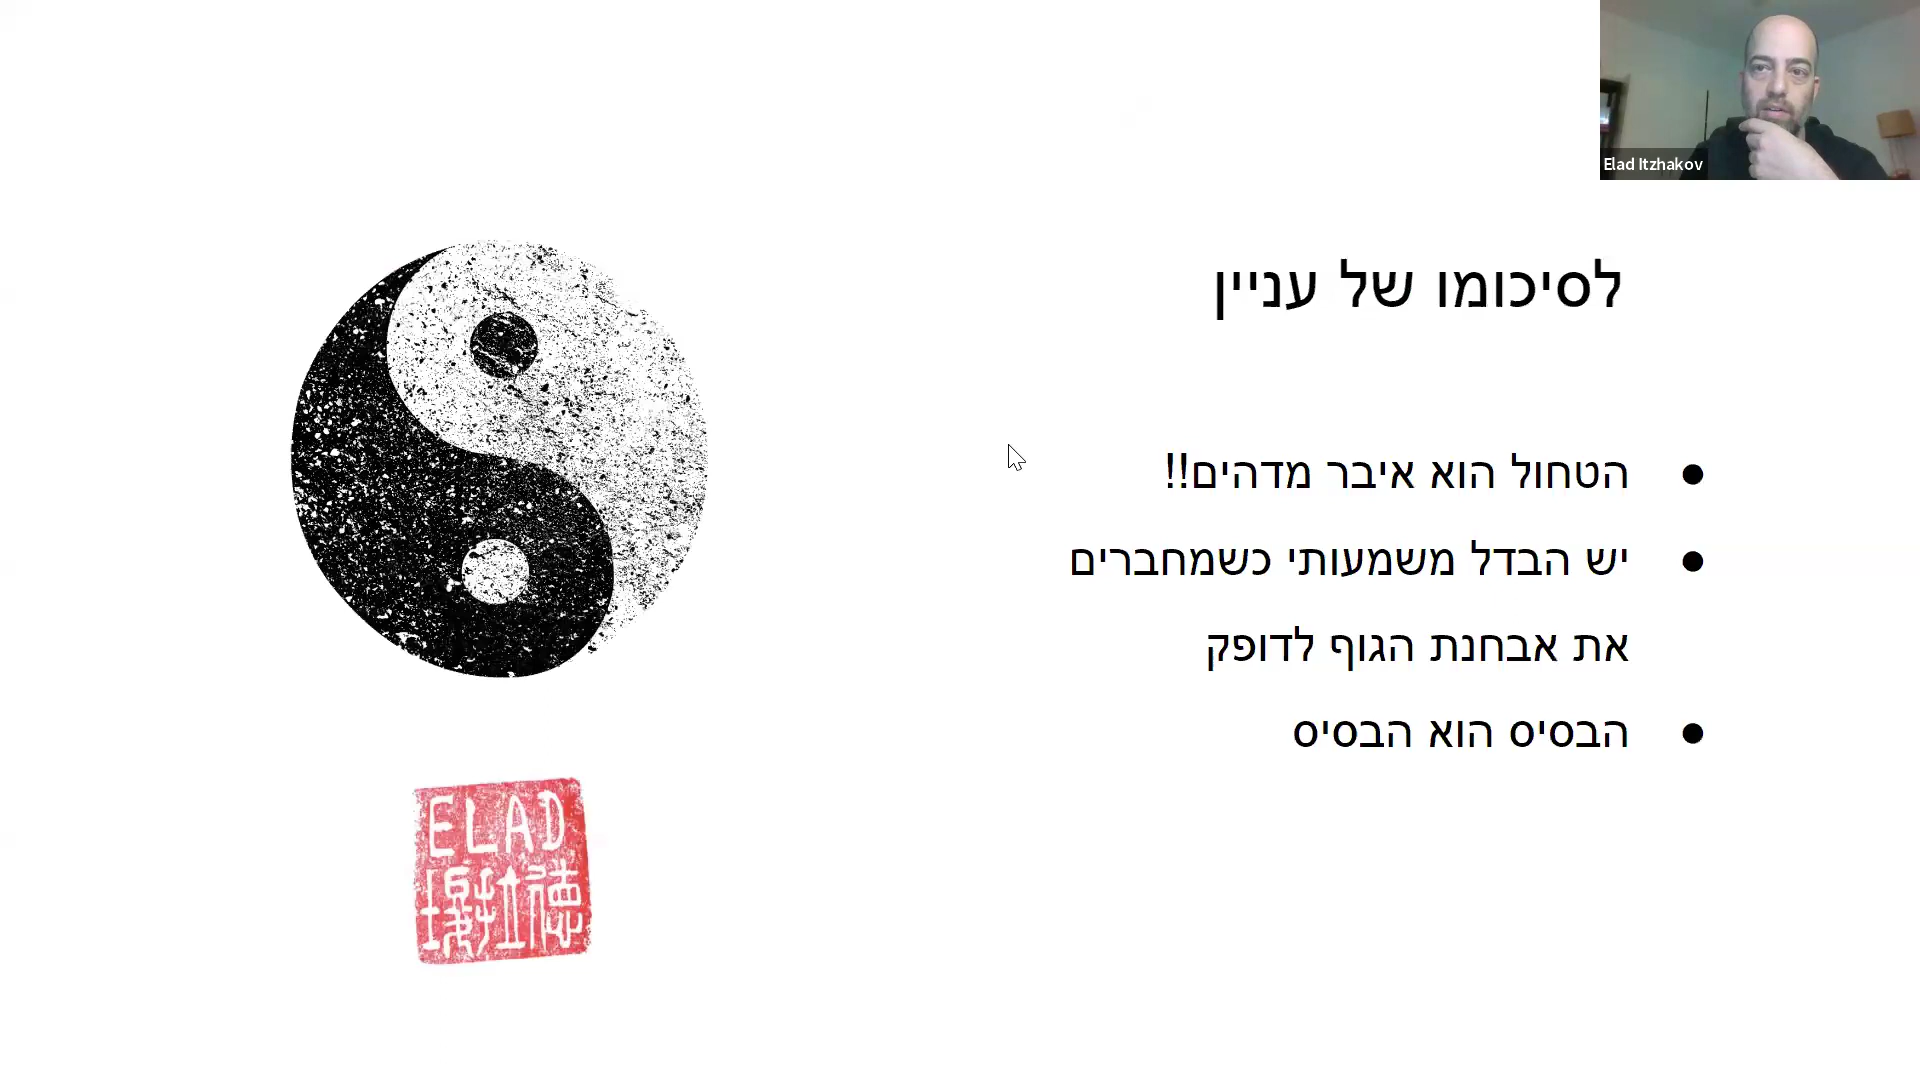 Elad Itzhakov
לסיכומו של עניין
הטחול הוא איבר מדהים!!
יש הבדל משמעותי כשמחברים
את אבחנת הגוף לדופק
הבסיס הוא הבסיס
ELAD